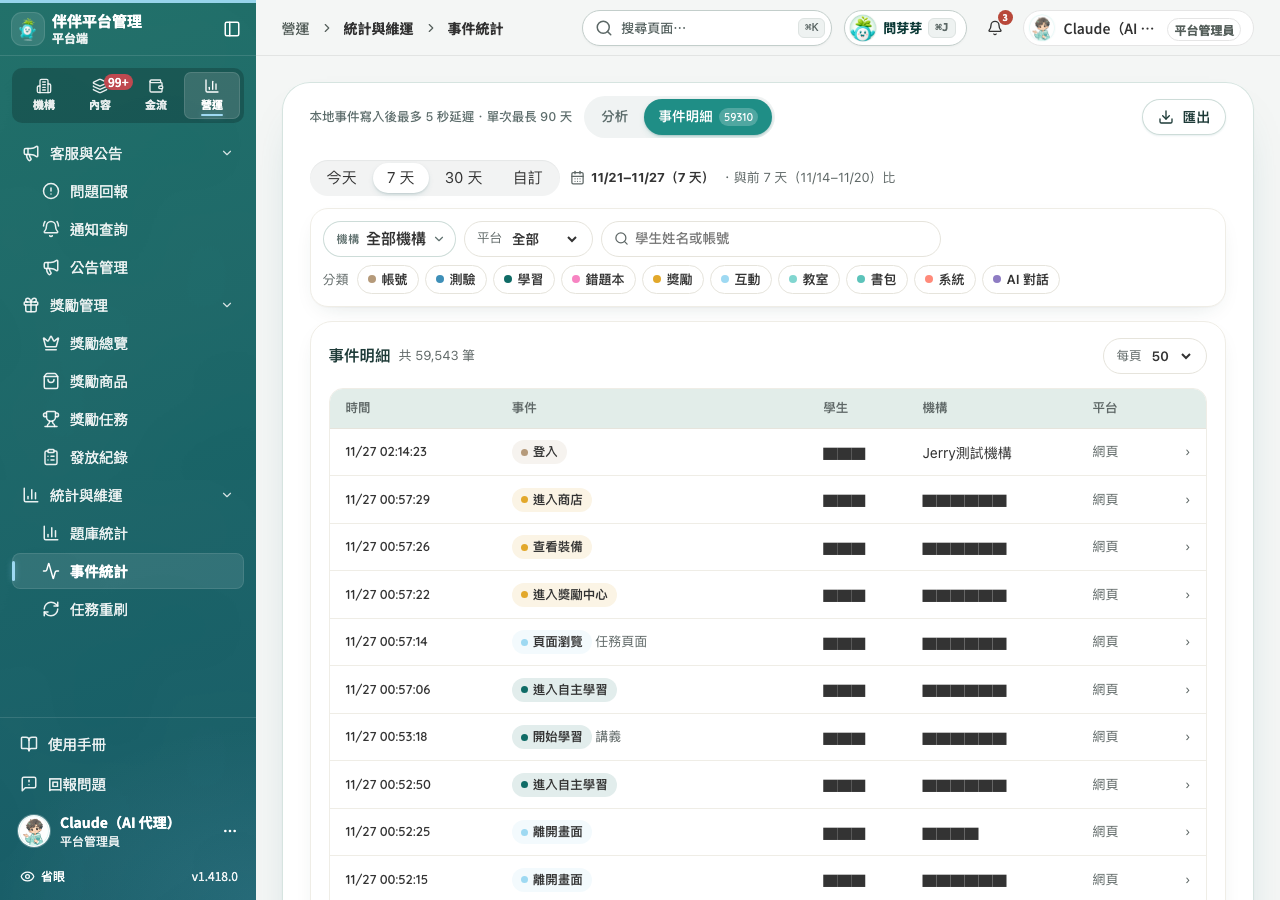 伴伴平台管理
平台端
機構
內容
99+
金流
營運
客服與公告
問題回報
通知查詢
公告管理
獎勵管理
獎勵總覽
獎勵商品
獎勵任務
發放紀錄
統計與維運
題庫統計
事件統計
任務重刷
使用手冊
回報問題
Claude（AI 代理）
平台管理員
省眼
v1.418.0
營運 › 統計與維運 › 事件統計
搜尋頁面… ⌘K
問芽芽 ⌘J
3
Claude（AI … 平台管理員
本地事件寫入後最多 5 秒延遲 · 單次最長 90 天
分析
事件明細 59310
匯出
今天 7 天 30 天 自訂
11/21–11/27（7 天） · 與前 7 天（11/14–11/20）比
機構 全部機構
平台 全部
學生姓名或帳號
分類 帳號 測驗 學習 錯題本 獎勵 互動 教室 書包 系統 AI 對話
事件明細 共 59,543 筆
每頁 50
時間 事件 學生 機構 平台
11/27 02:14:23 登入 Jerry測試機構 網頁 ›
11/27 00:57:29 進入商店 網頁 ›
11/27 00:57:26 查看裝備 網頁 ›
11/27 00:57:22 進入獎勵中心 網頁 ›
11/27 00:57:14 頁面瀏覽 任務頁面 網頁 ›
11/27 00:57:06 進入自主學習 網頁 ›
11/27 00:53:18 開始學習 講義 網頁 ›
11/27 00:52:50 進入自主學習 網頁 ›
11/27 00:52:25 離開畫面 網頁 ›
11/27 00:52:15 離開畫面 網頁 ›